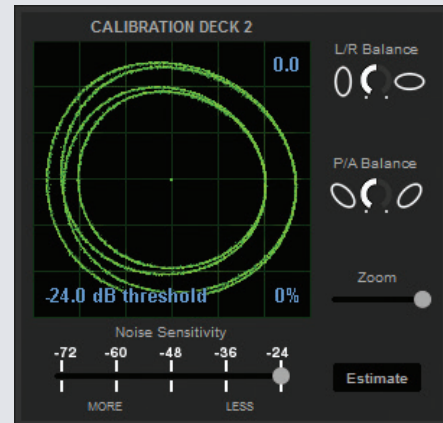 CALIBRATION DECK 2
0.0
-24.0 dB threshold
0%
L/R Balance
P/A Balance
Zoom
Noise Sensitivity
-72 -60 -48 -36 -24
MORE LESS
Estimate